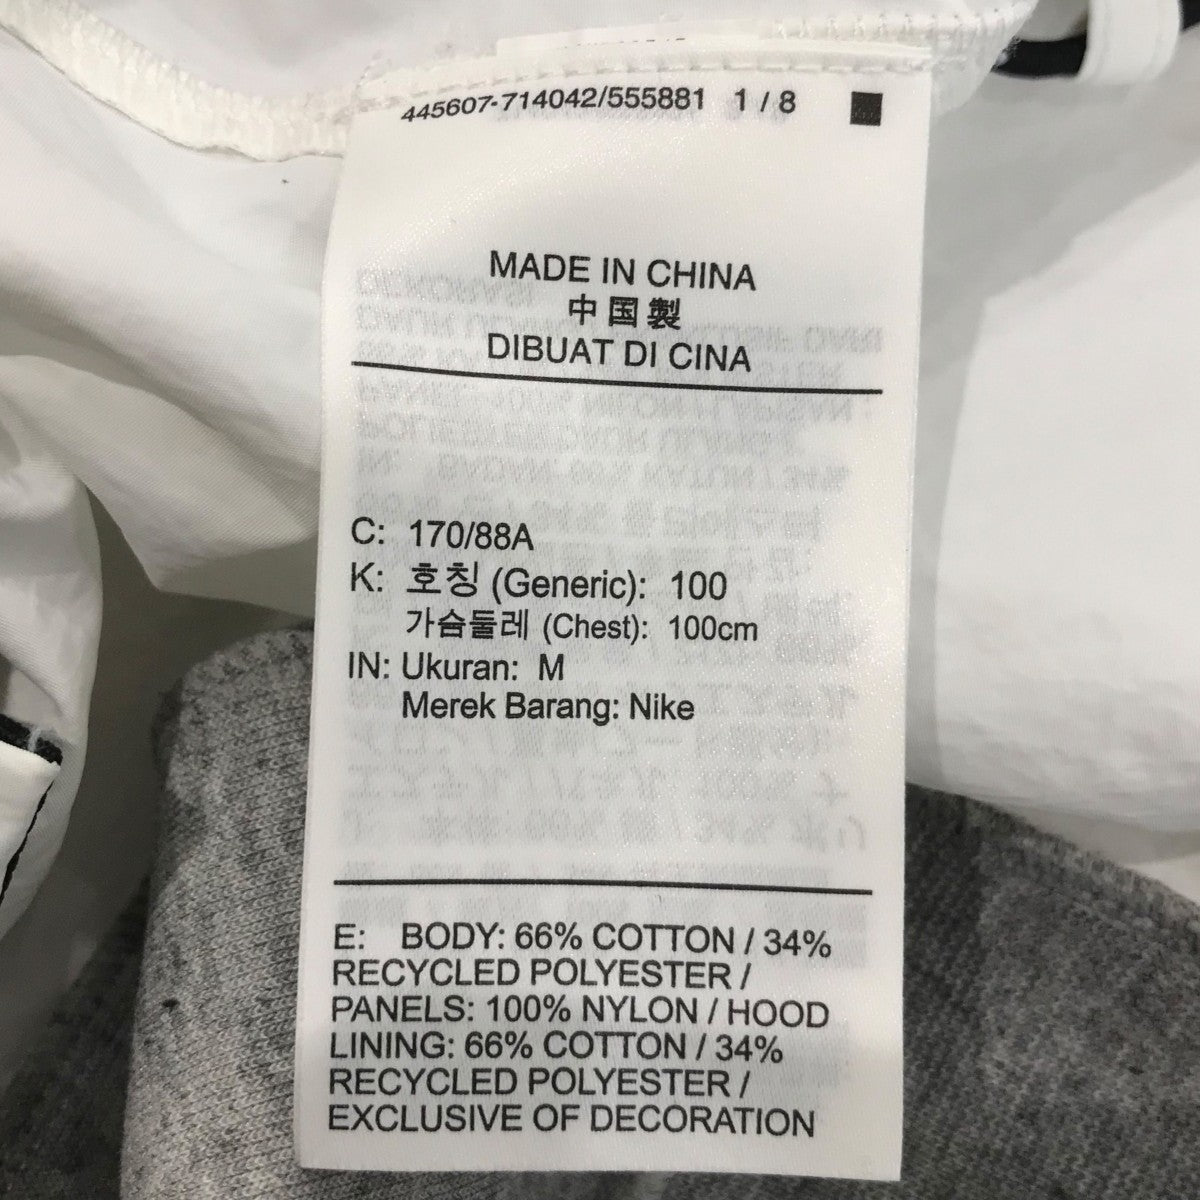 445607-714042/555881 1 / 8
MADE IN CHINA
中国製
DIBUAT DI CINA
C: 170/88A
K: 호칭 (Generic): 100
가슴둘레 (Chest): 100cm
IN: Ukuran: M
Merek Barang: Nike
E: BODY: 66% COTTON / 34%
RECYCLED POLYESTER /
PANELS: 100% NYLON / HOOD
LINING: 66% COTTON / 34%
RECYCLED POLYESTER /
EXCLUSIVE OF DECORATION